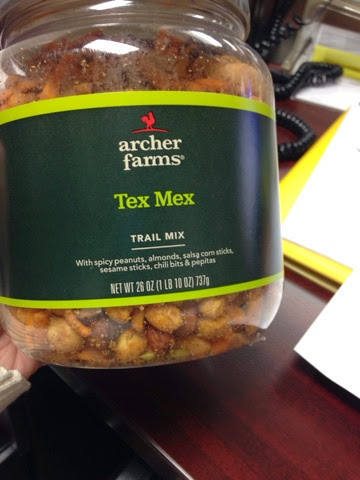 archer
farms®
Tex Mex
TRAIL MIX
With spicy peanuts, almonds, salsa corn sticks,
sesame sticks, chili bits & pepitas
NET WT 26 OZ (1 LB 10 OZ) 737g